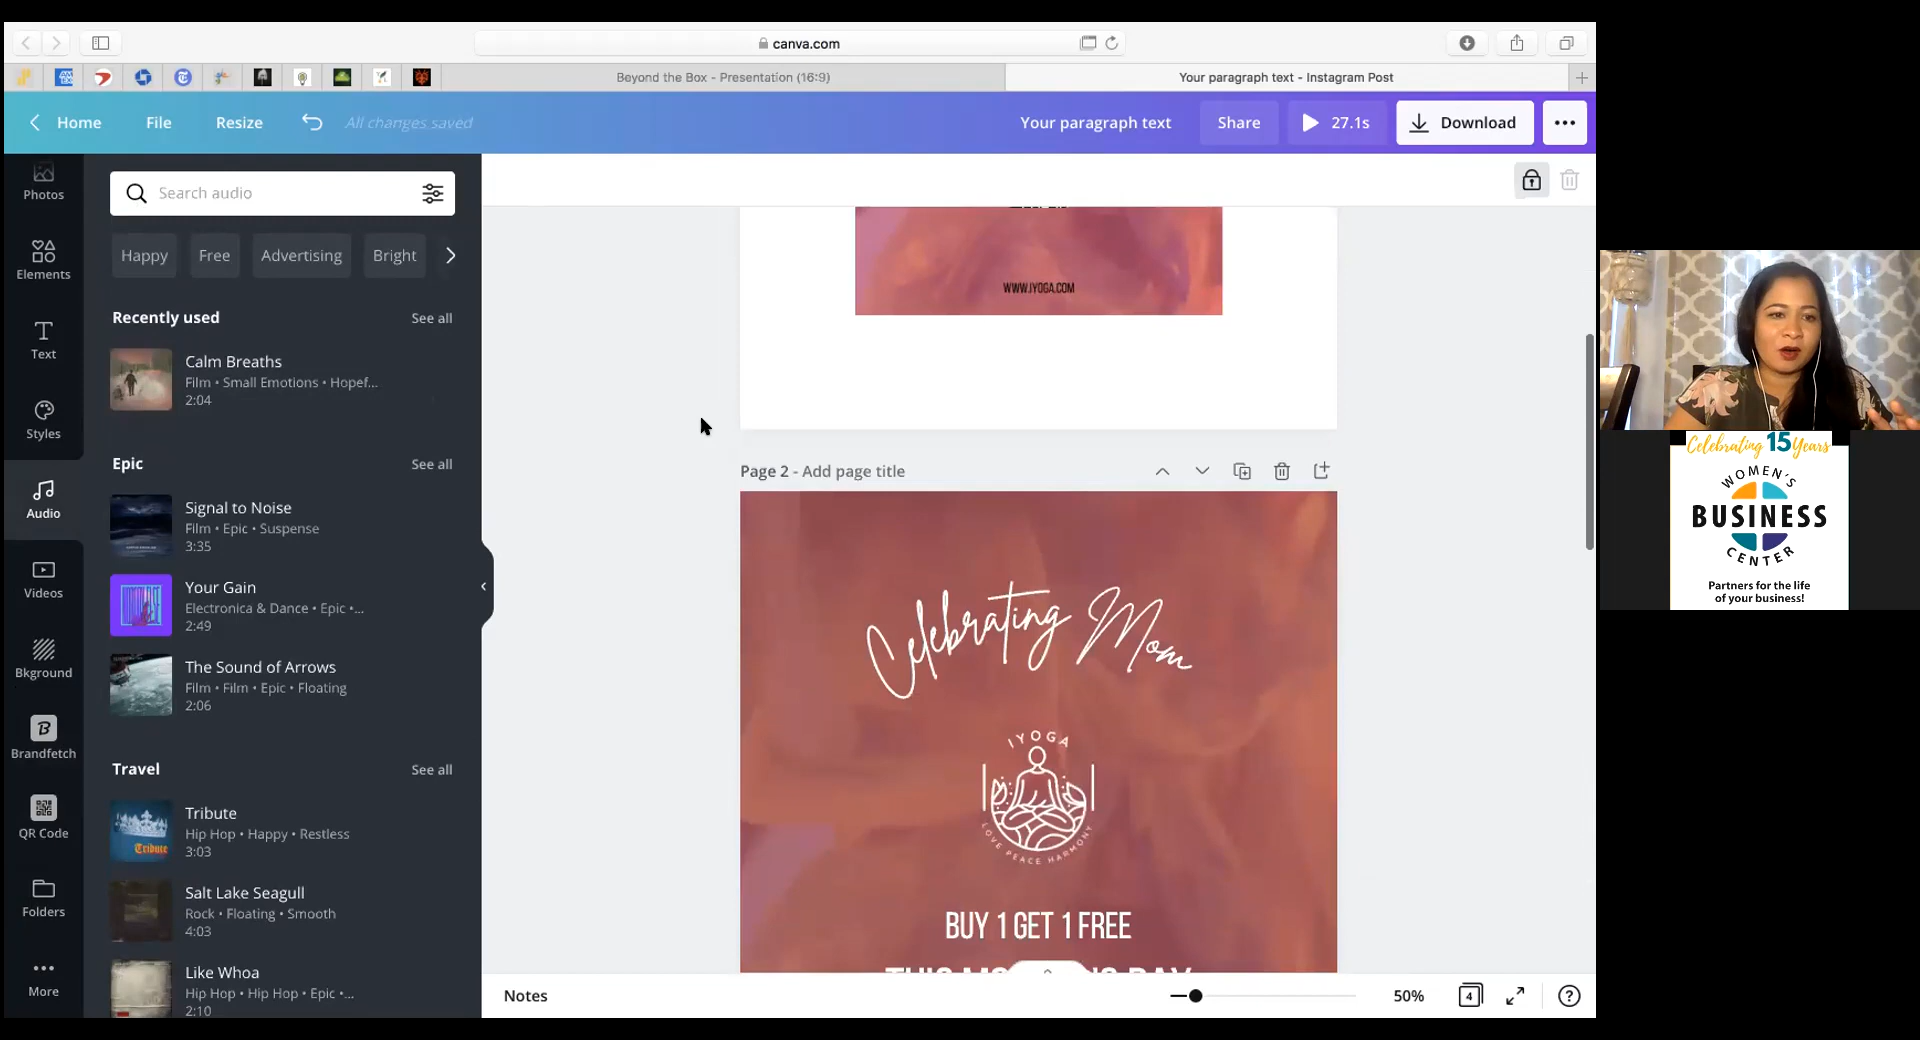 canva.com
Beyond the Box - Presentation (16:9)
Your paragraph text - Instagram Post
Home
File
Resize
All changes saved
Your paragraph text
Share
27.1s
Download
Photos
Elements
Text
Styles
Audio
Videos
Bkground
Brandfetch
QR Code
Folders
More
Search audio
Happy
Free
Advertising
Bright
Recently used
See all
Calm Breaths
Film • Small Emotions • Hopef...
2:04
Epic
See all
Signal to Noise
Film • Epic • Suspense
3:35
Your Gain
Electronica & Dance • Epic •...
2:49
The Sound of Arrows
Film • Film • Epic • Floating
2:06
Travel
See all
Tribute
Hip Hop • Happy • Restless
3:03
Salt Lake Seagull
Rock • Floating • Smooth
4:03
Like Whoa
Hip Hop • Hip Hop • Epic •...
2:10
WWW.IYOGA.COM
Page 2 - Add page title
Celebrating Mom
IYOGA
LOVE PEACE HARMONY
BUY 1 GET 1 FREE
Notes
50%
4
Celebrating 15 Years
WOMEN'S
BUSINESS
CENTER
Partners for the life
of your business!